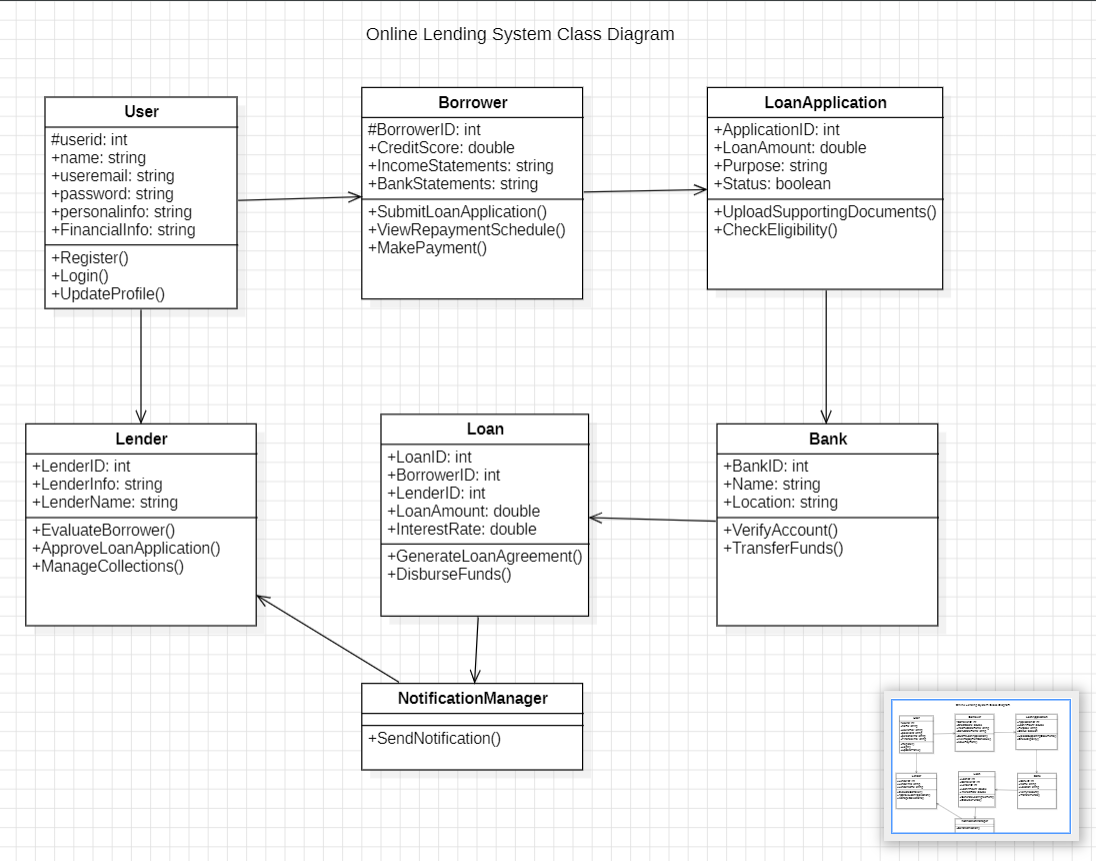 Online Lending System Class Diagram
User
#userid: int
+name: string
+useremail: string
+password: string
+personalinfo: string
+FinancialInfo: string
+Register()
+Login()
+UpdateProfile()
Borrower
#BorrowerID: int
+CreditScore: double
+IncomeStatements: string
+BankStatements: string
+SubmitLoanApplication()
+ViewRepaymentSchedule()
+MakePayment()
LoanApplication
+ApplicationID: int
+LoanAmount: double
+Purpose: string
+Status: boolean
+UploadSupportingDocuments()
+CheckEligibility()
Lender
+LenderID: int
+LenderInfo: string
+LenderName: string
+EvaluateBorrower()
+ApproveLoanApplication()
+ManageCollections()
Loan
+LoanID: int
+BorrowerID: int
+LenderID: int
+LoanAmount: double
+InterestRate: double
+GenerateLoanAgreement()
+DisburseFunds()
Bank
+BankID: int
+Name: string
+Location: string
+VerifyAccount()
+TransferFunds()
NotificationManager
+SendNotification()